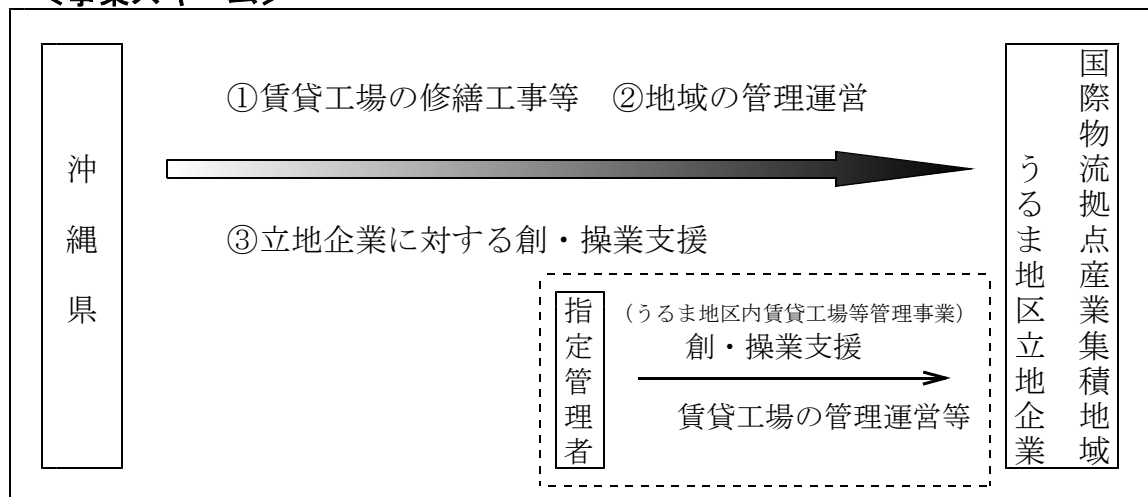 <事業スキーム>
沖縄県
①賃貸工場の修繕工事等　②地域の管理運営
③立地企業に対する創・操業支援
指定管理者
（うるま地区内賃貸工場等管理事業）
創・操業支援
賃貸工場の管理運営等
国際物流拠点産業集積地域
うるま地区立地企業